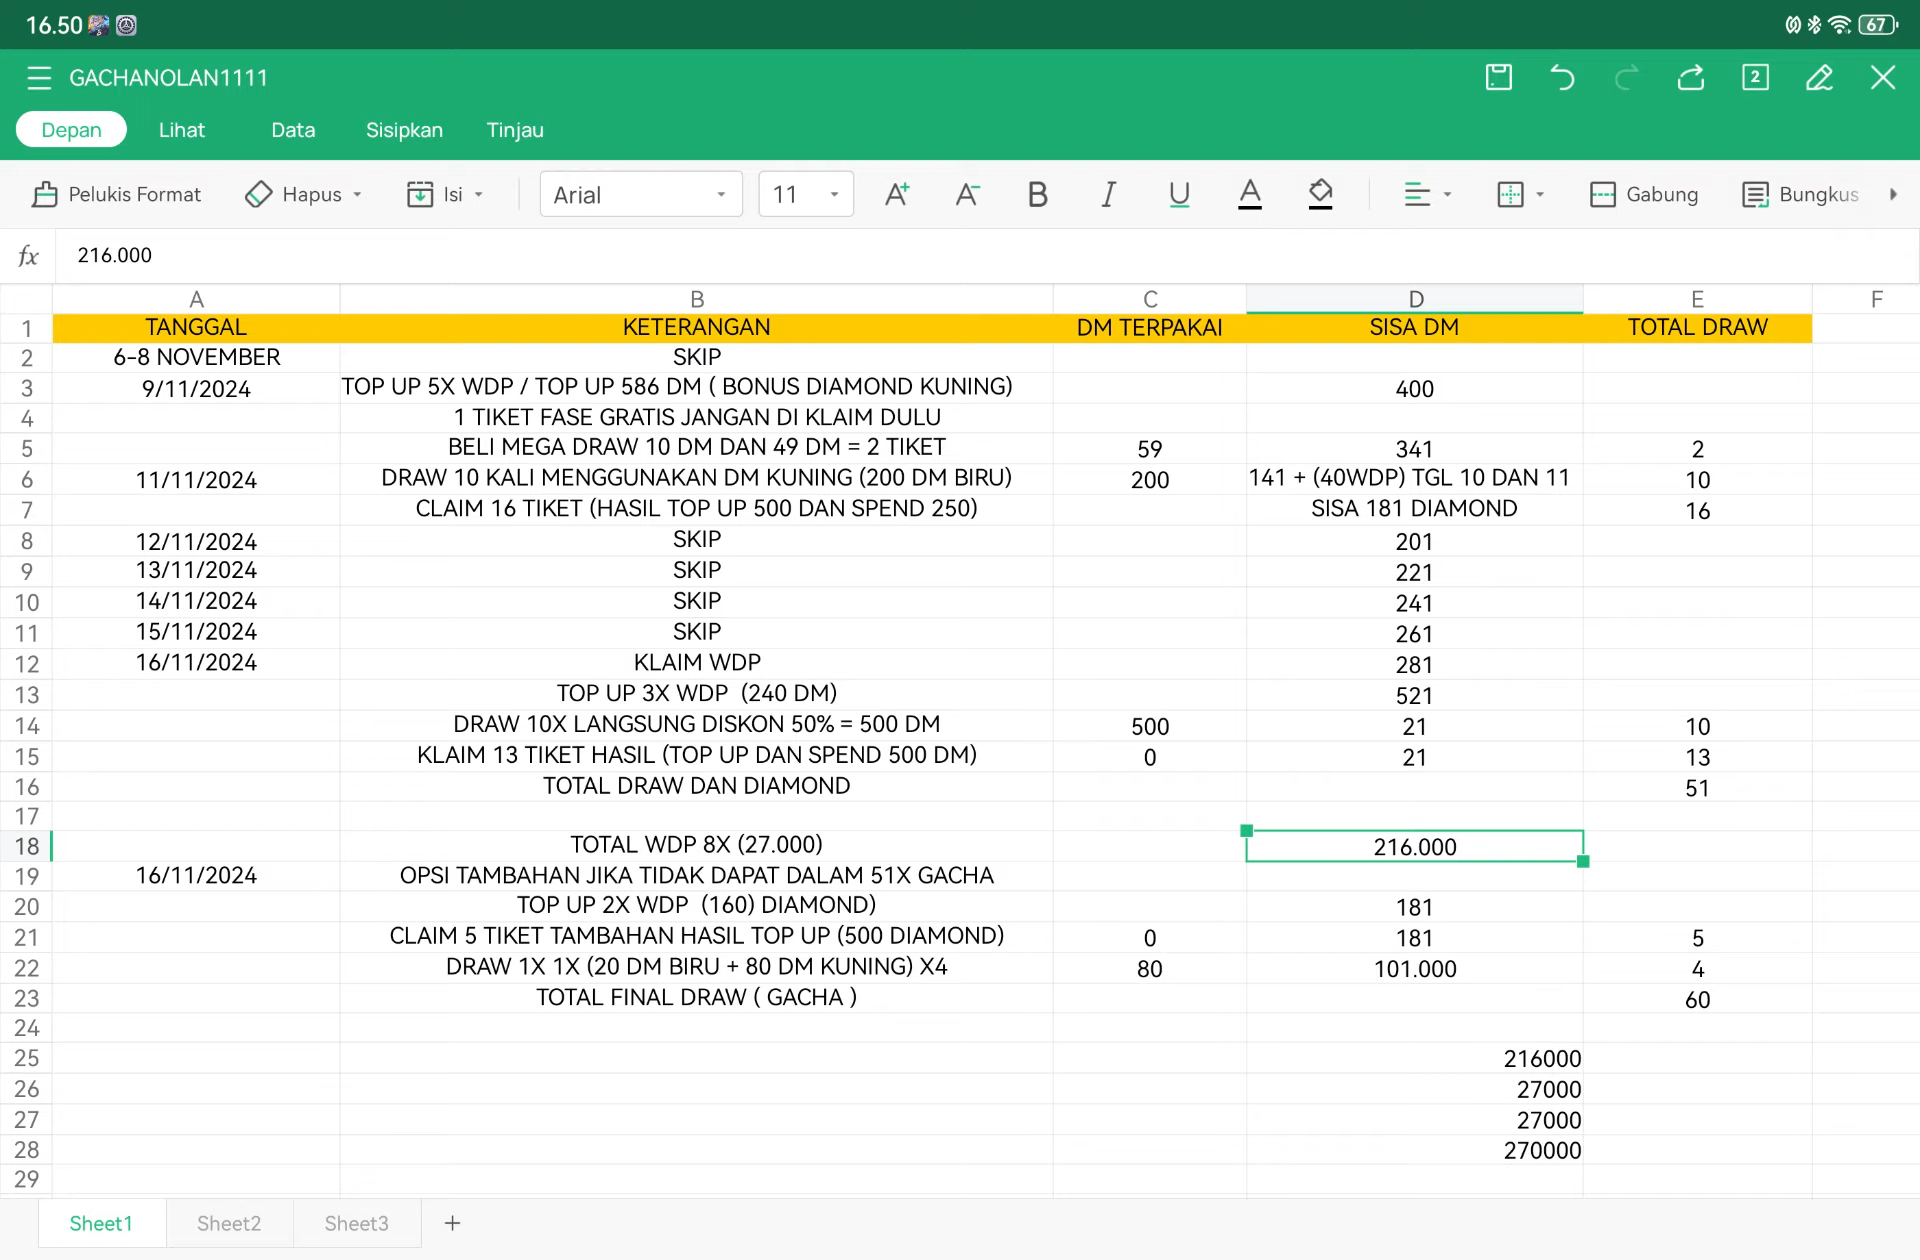 16.50
67
GACHANOLAN1111
2
Depan Lihat Data Sisipkan Tinjau
Pelukis Format Hapus Isi Arial 11 A+ A- B I U A Gabung Bungkus
fx 216.000
A B C D E F
1 TANGGAL KETERANGAN DM TERPAKAI SISA DM TOTAL DRAW
2 6-8 NOVEMBER SKIP
3 9/11/2024 TOP UP 5X WDP / TOP UP 586 DM ( BONUS DIAMOND KUNING) 400
4 1 TIKET FASE GRATIS JANGAN DI KLAIM DULU
5 BELI MEGA DRAW 10 DM DAN 49 DM = 2 TIKET 59 341 2
6 11/11/2024 DRAW 10 KALI MENGGUNAKAN DM KUNING (200 DM BIRU) 200 141 + (40WDP) TGL 10 DAN 11 10
7 CLAIM 16 TIKET (HASIL TOP UP 500 DAN SPEND 250) SISA 181 DIAMOND 16
8 12/11/2024 SKIP 201
9 13/11/2024 SKIP 221
10 14/11/2024 SKIP 241
11 15/11/2024 SKIP 261
12 16/11/2024 KLAIM WDP 281
13 TOP UP 3X WDP (240 DM) 521
14 DRAW 10X LANGSUNG DISKON 50% = 500 DM 500 21 10
15 KLAIM 13 TIKET HASIL (TOP UP DAN SPEND 500 DM) 0 21 13
16 TOTAL DRAW DAN DIAMOND 51
17
18 TOTAL WDP 8X (27.000) 216.000
19 16/11/2024 OPSI TAMBAHAN JIKA TIDAK DAPAT DALAM 51X GACHA
20 TOP UP 2X WDP (160) DIAMOND) 181
21 CLAIM 5 TIKET TAMBAHAN HASIL TOP UP (500 DIAMOND) 0 181 5
22 DRAW 1X 1X (20 DM BIRU + 80 DM KUNING) X4 80 101.000 4
23 TOTAL FINAL DRAW ( GACHA ) 60
24
25 216000
26 27000
27 27000
28 270000
29
Sheet1 Sheet2 Sheet3 +